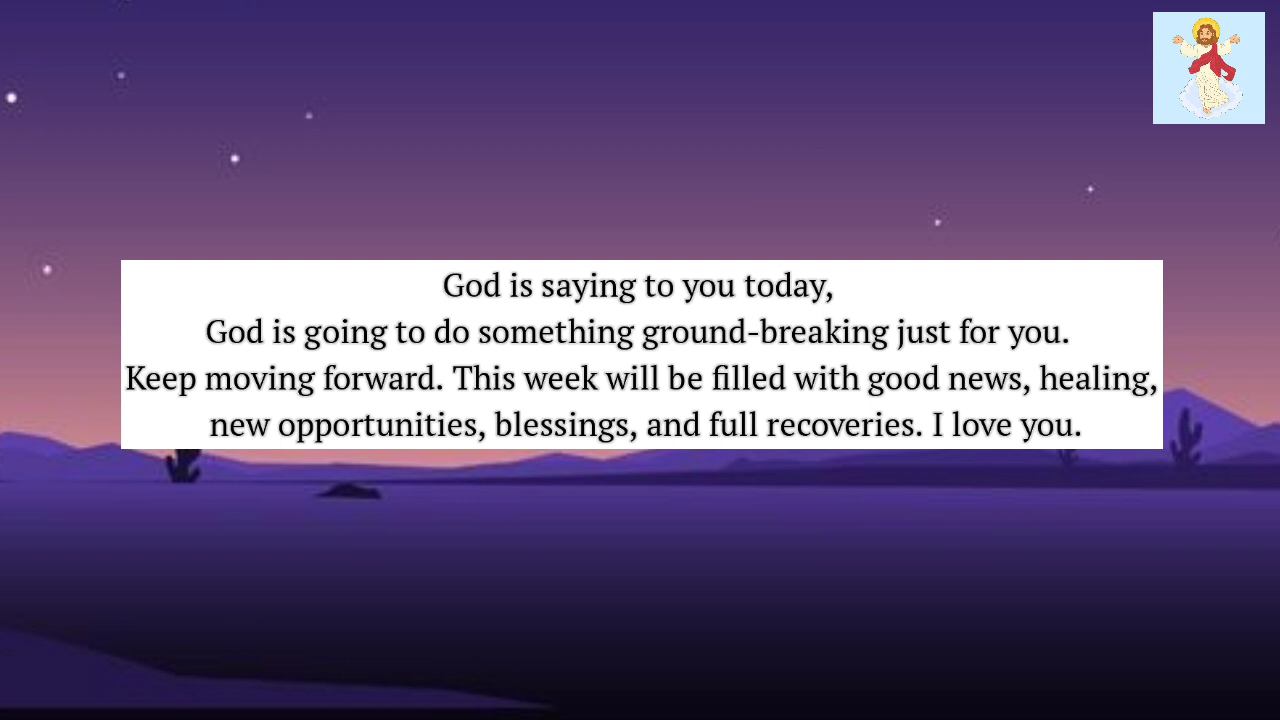 God is saying to you today,
God is going to do something ground-breaking just for you.
Keep moving forward. This week will be filled with good news, healing,
new opportunities, blessings, and full recoveries. I love you.